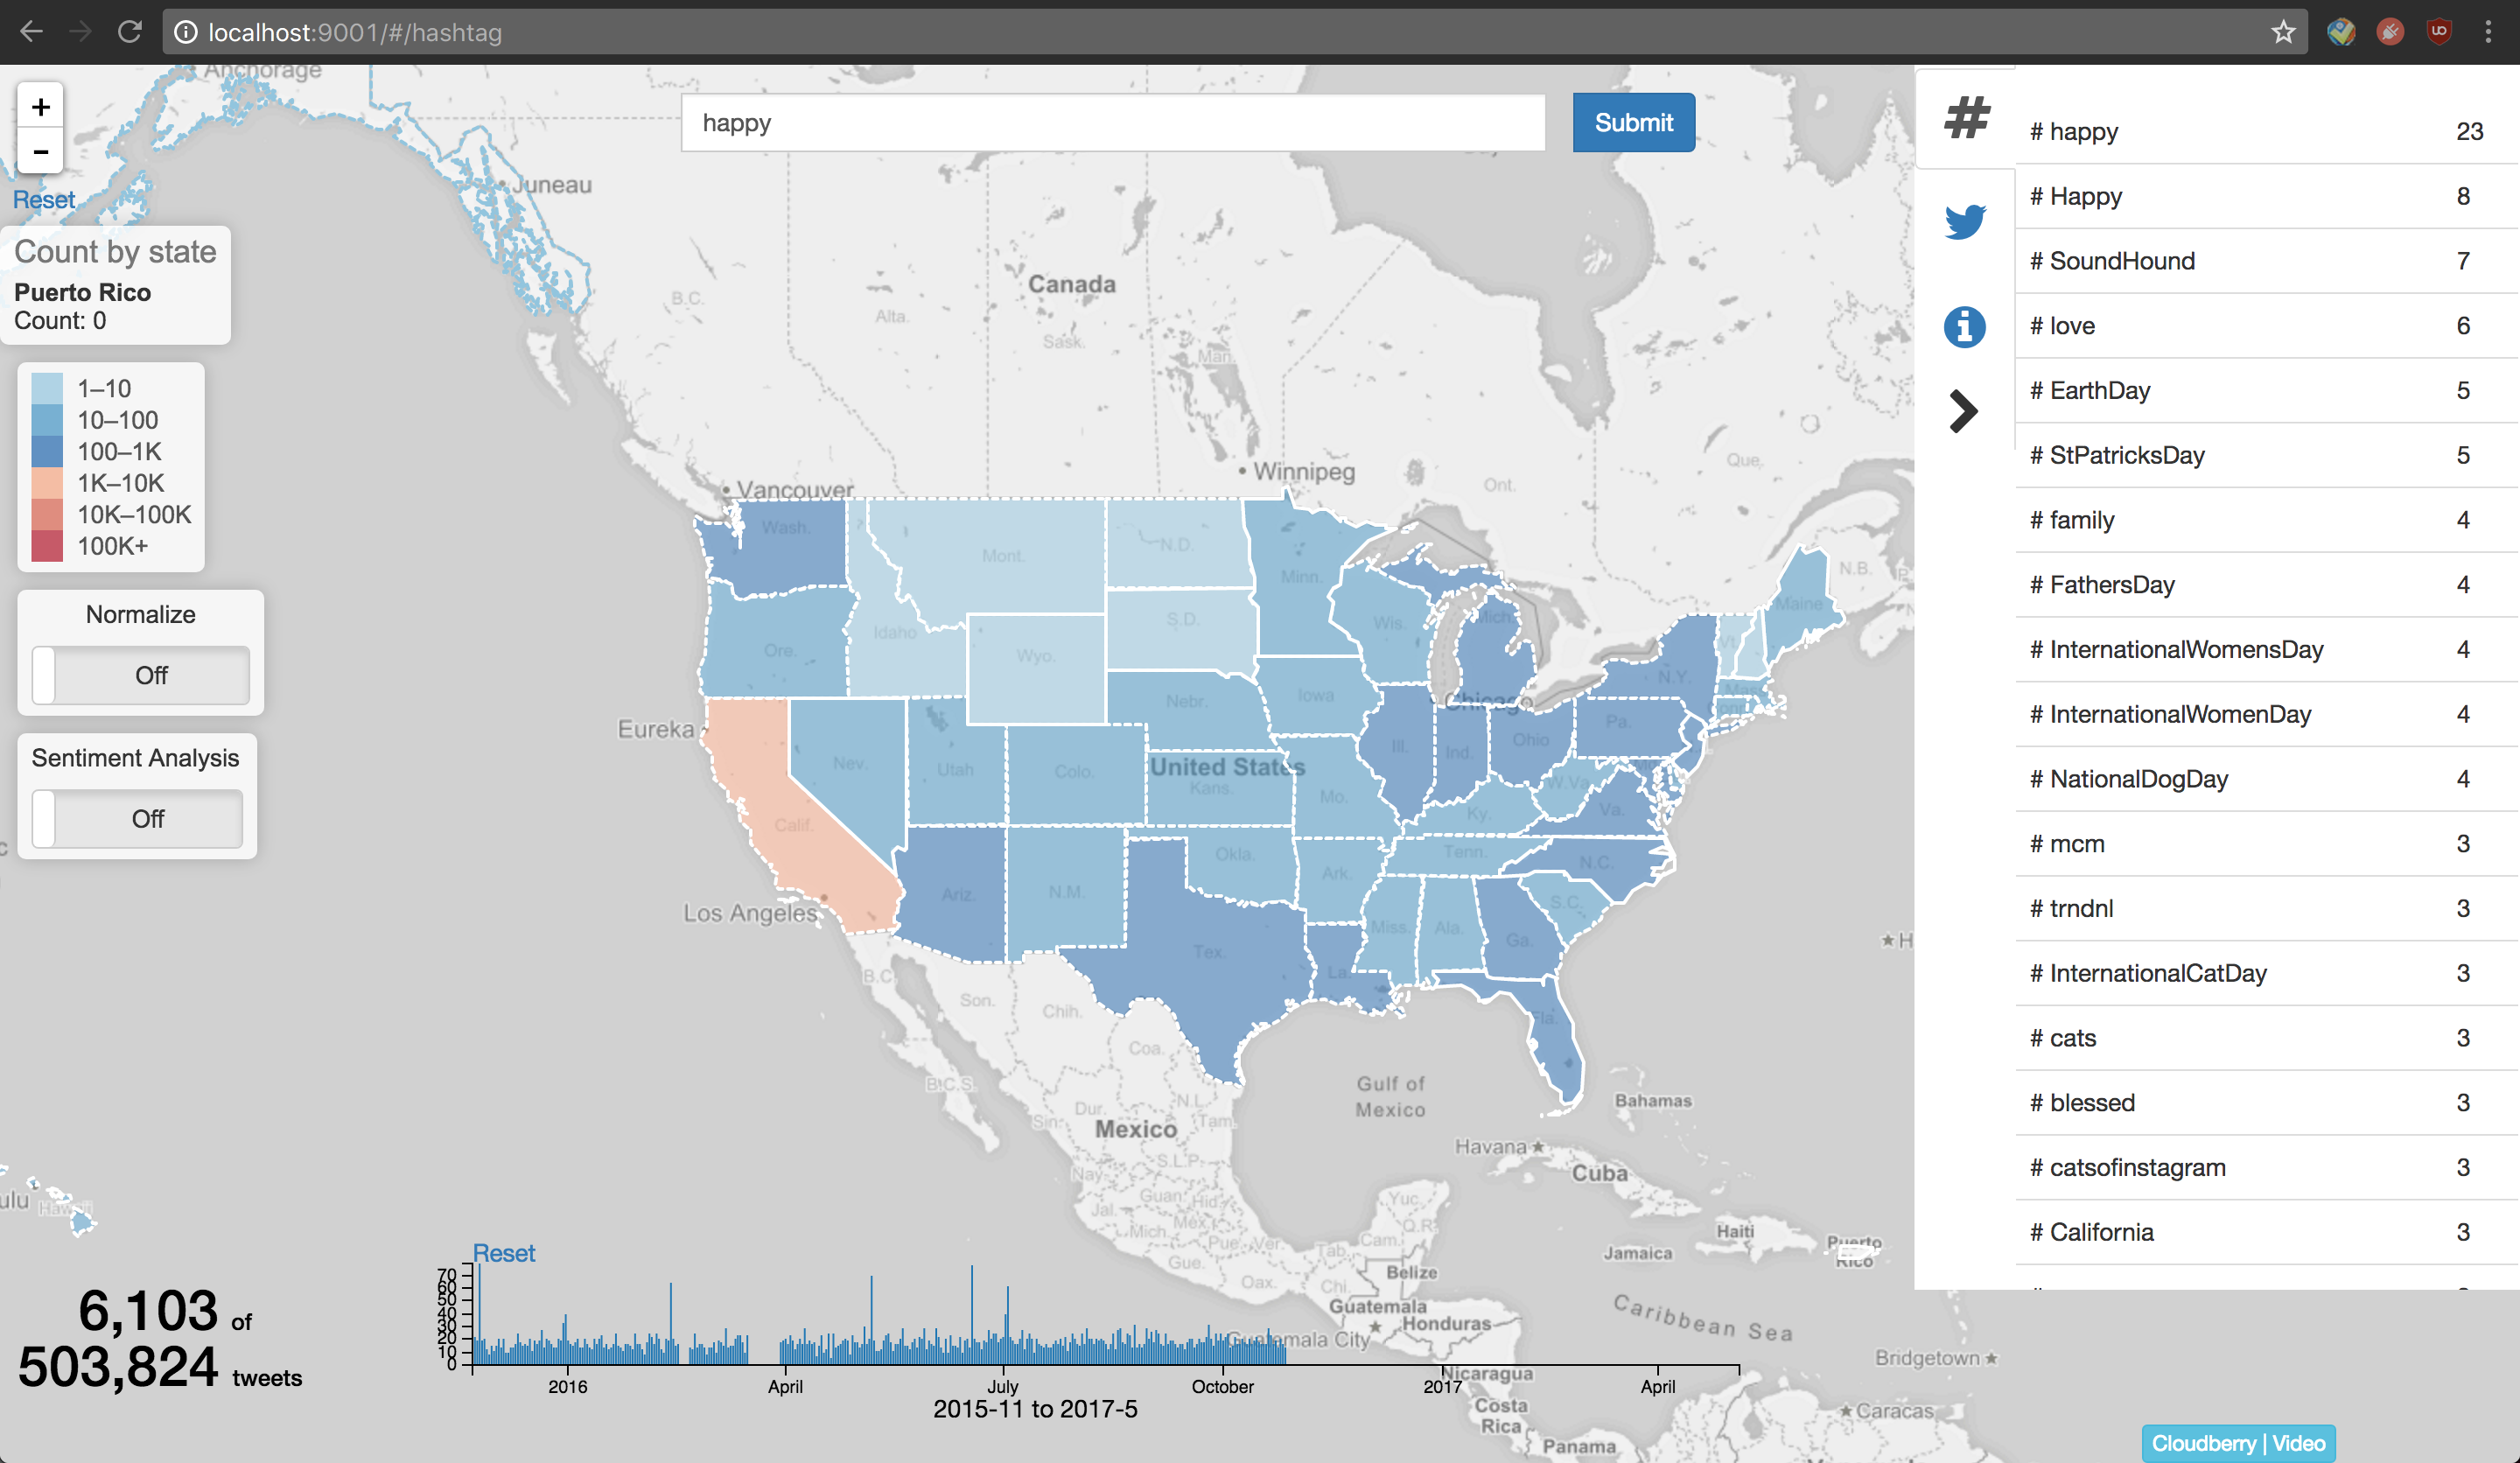 localhost:9001/#/hashtag
Anchorage
+
−
Reset
happy
Submit
Count by state
Puerto Rico
Count: 0
1–10
10–100
100–1K
1K–10K
10K–100K
100K+
Normalize
Off
Sentiment Analysis
Off
# happy 23
# Happy 8
# SoundHound 7
# love 6
# EarthDay 5
# StPatricksDay 5
# family 4
# FathersDay 4
# InternationalWomensDay 4
# InternationalWomenDay 4
# NationalDogDay 4
# mcm 3
# trndnl 3
# InternationalCatDay 3
# cats 3
# blessed 3
# catsofinstagram 3
# California 3
Juneau
Canada
B.C.
Alta.
Sask.
Man.
Winnipeg
Ont.
Que.
N.B.
Vancouver
Wash.
Mont.
N.D.
Minn.
Ore.
Idaho
Wyo.
S.D.
Wis.
Mich.
Maine
Vt.
N.Y.
Mass.
Conn.
Eureka
Nebr.
Iowa
Chicago
Ill.
Ind.
Ohio
Pa.
Nev.
Utah
Colo.
United States
Kans.
Mo.
W.Va.
Va.
Ky.
Calif.
Los Angeles
Ariz.
N.M.
Okla.
Ark.
Tenn.
N.C.
S.C.
Tex.
La.
Miss.
Ala.
Ga.
Fla.
B.C.
Son.
Chih.
Coa.
B.C.S.
Dur.
N.L.
Sin.
Tam.
Mexico
Nay.
S.L.P.
Guan.
Hid.
Jal.
Mich.
Mex.
Pue.
Ver.
Gue.
Oax.
Tab.
Chi.
Cam.
Yuc.
Q.R.
Gulf of
Mexico
Bahamas
Havana
Cuba
Haiti
Jamaica
Puerto
Rico
Belize
Guatemala
Honduras
Guatemala City
Nicaragua
Costa
Rica
Panama
Caribbean Sea
Bridgetown
Caracas
Hawaii
Reset
70
60
50
40
30
20
10
0
2016 April July October 2017 April
2015-11 to 2017-5
6,103 of
503,824 tweets
Cloudberry | Video